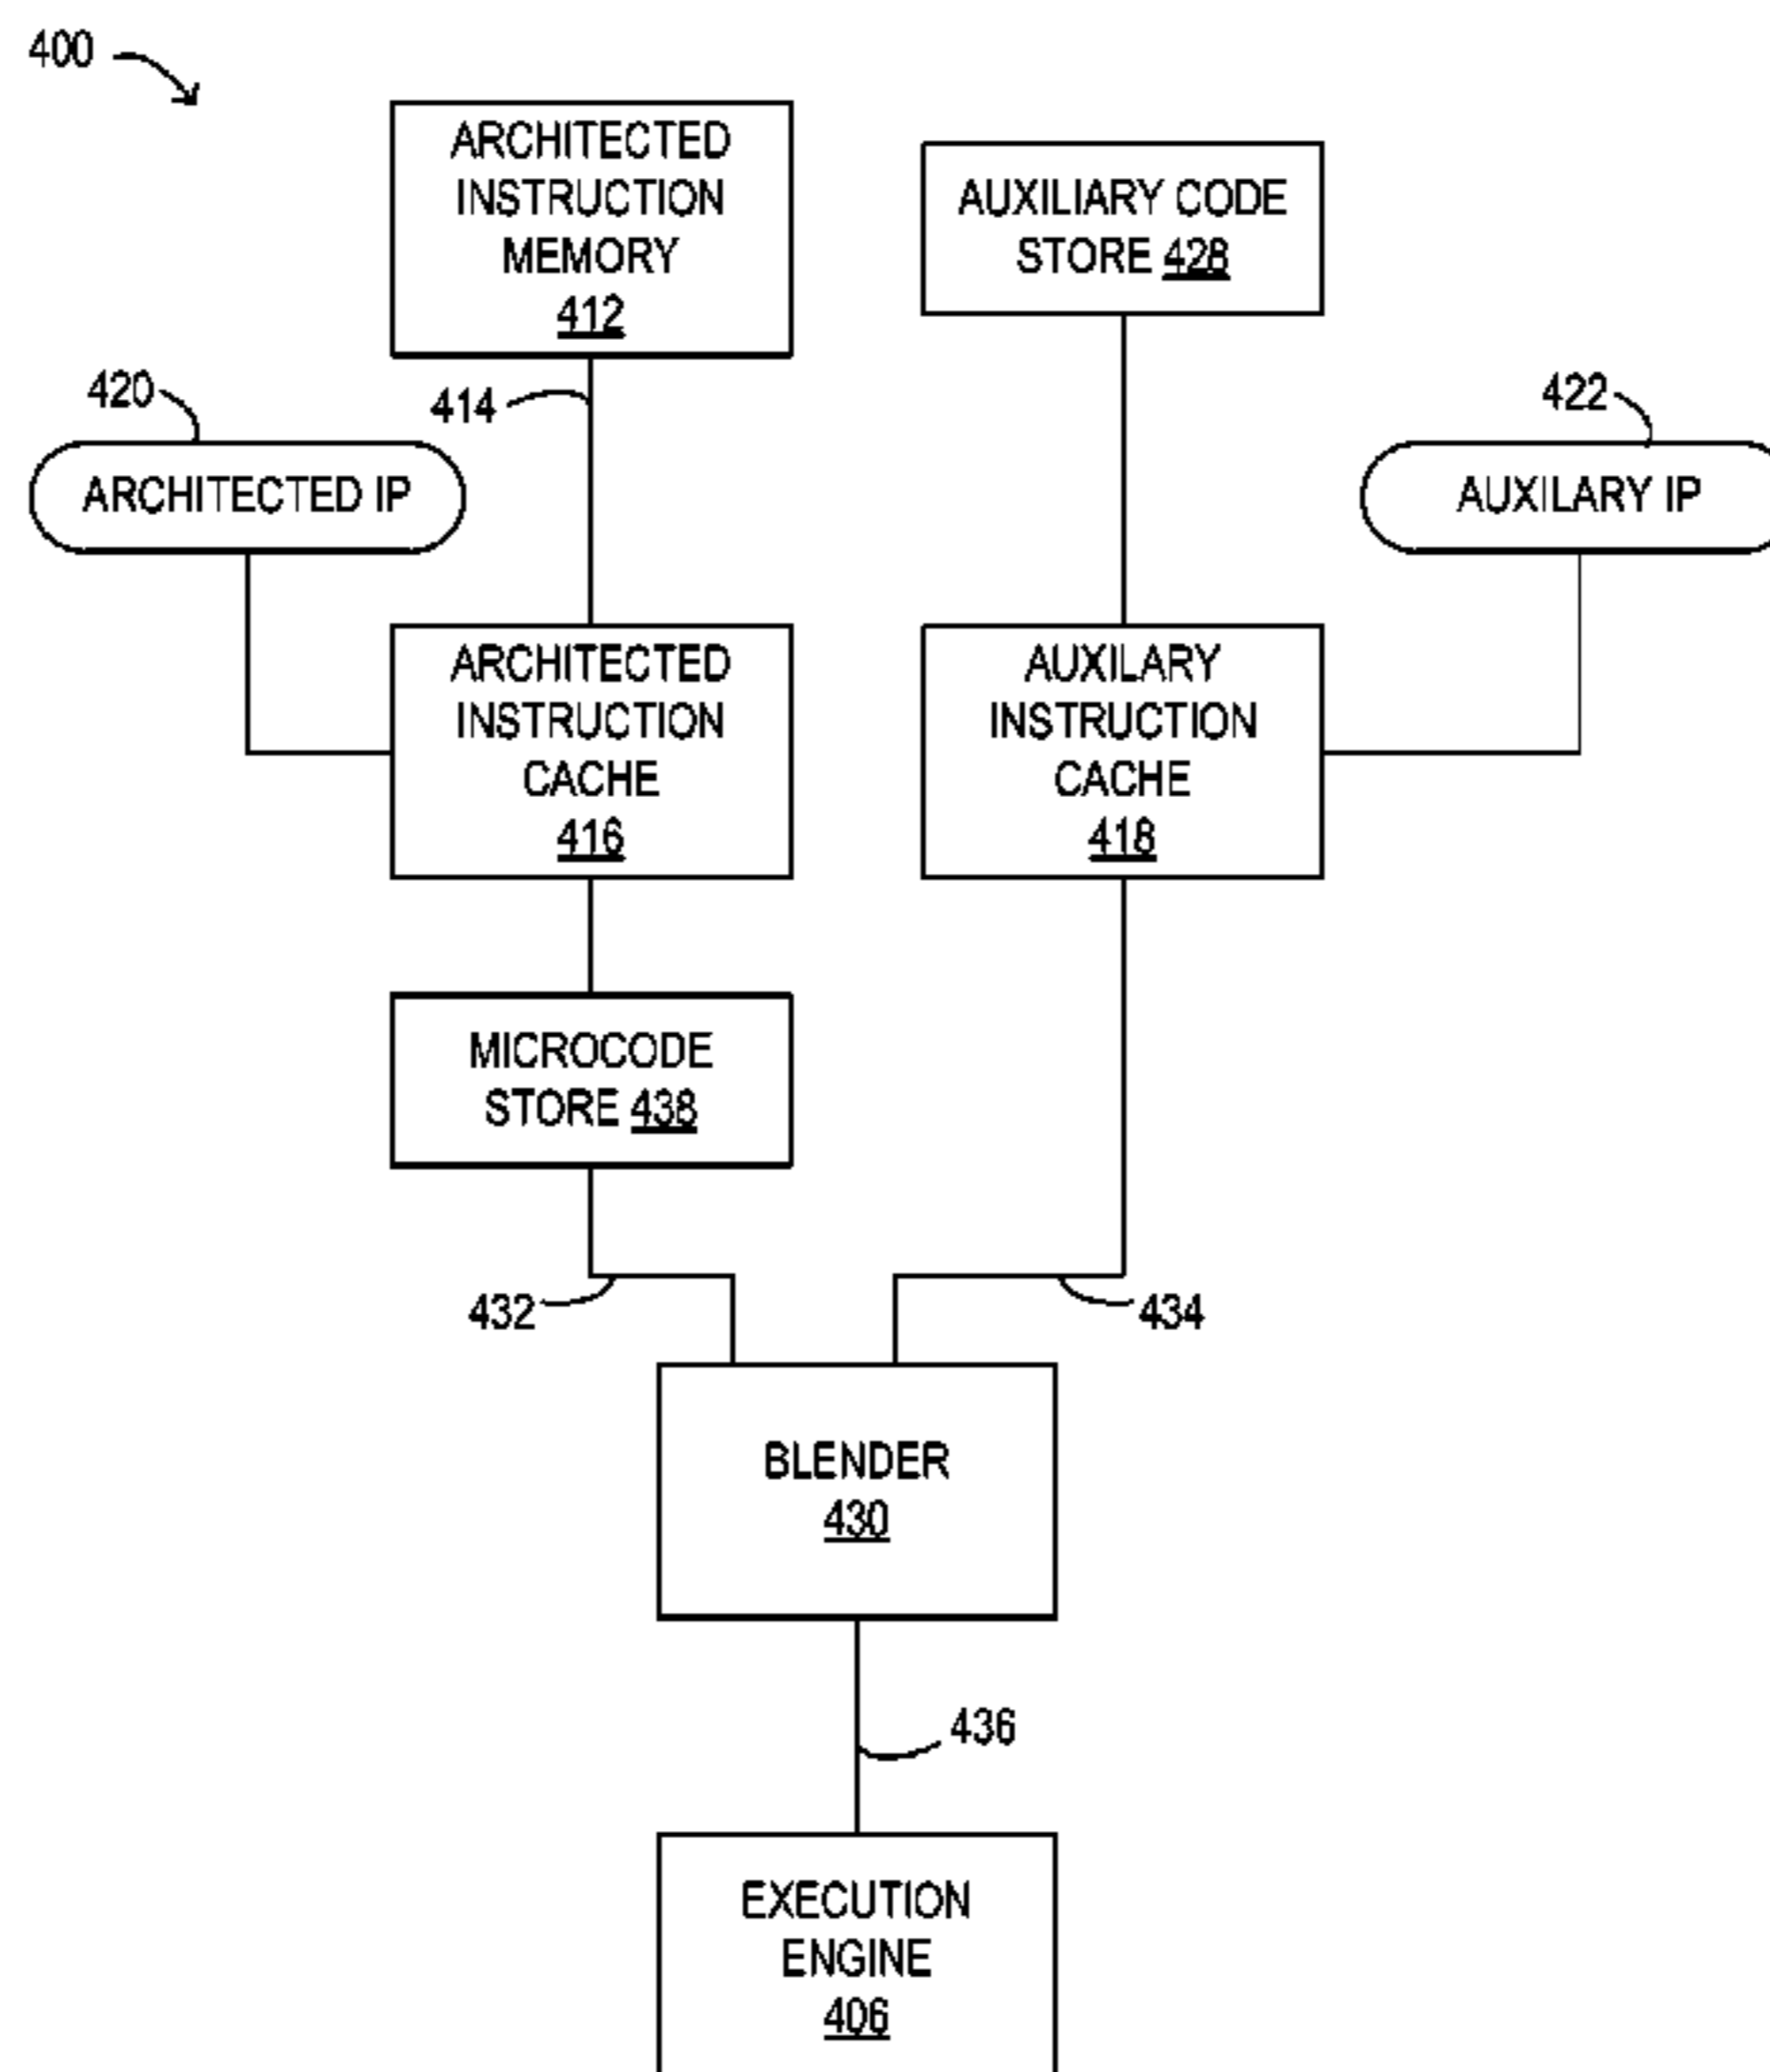 400
ARCHITECTED
INSTRUCTION
MEMORY
412
AUXILIARY CODE
STORE 428
420
414
422
ARCHITECTED IP
AUXILARY IP
ARCHITECTED
INSTRUCTION
CACHE
416
AUXILARY
INSTRUCTION
CACHE
418
MICROCODE
STORE 438
432
434
BLENDER
430
436
EXECUTION
ENGINE
406